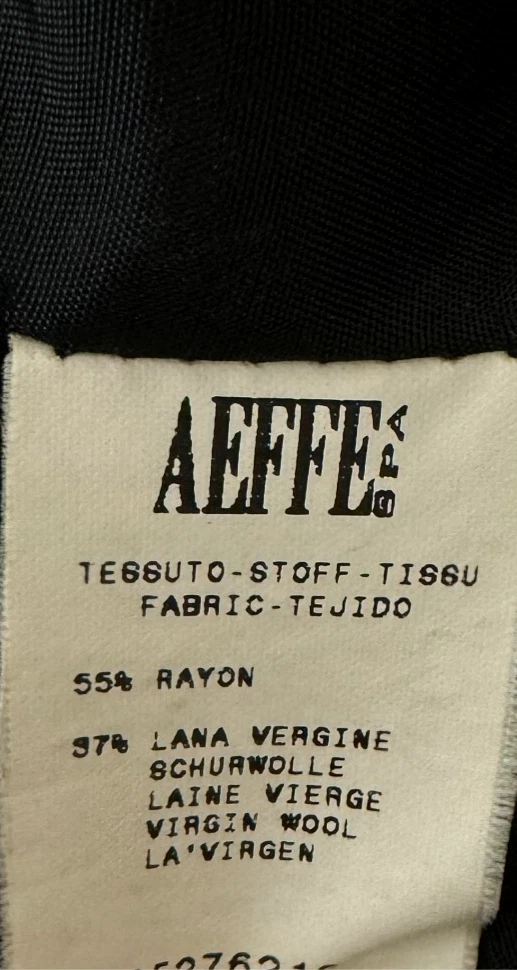 AEFFE SPA
TESSUTO-STOFF-TISSU
FABRIC-TEJIDO
55% RAYON
37% LANA VERGINE
SCHURWOLLE
LAINE VIERGE
VIRGIN WOOL
LA'VIRGEN